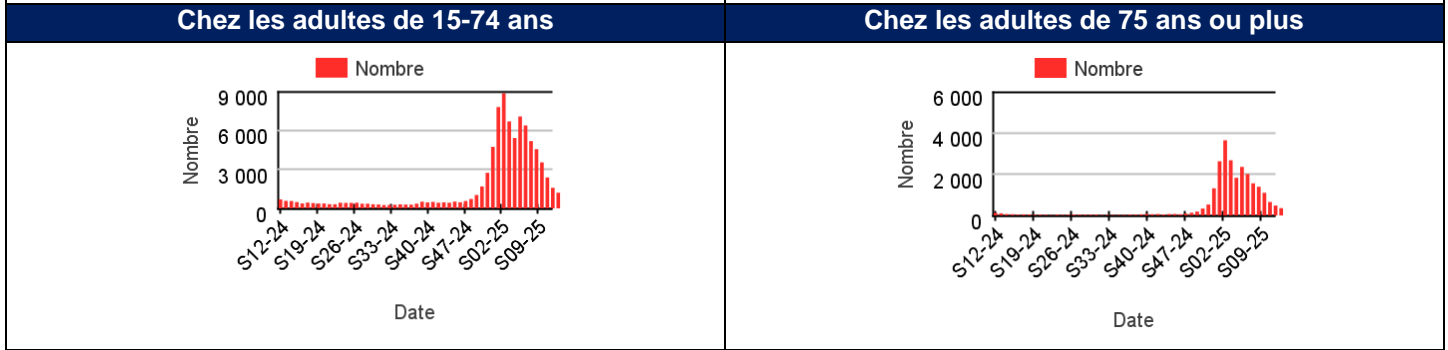 Chez les adultes de 15-74 ans
Nombre
9 000
6 000
3 000
0
Nombre
S12-24
S19-24
S26-24
S33-24
S40-24
S47-24
S02-25
S09-25
Date
Chez les adultes de 75 ans ou plus
Nombre
6 000
4 000
2 000
0
Nombre
S12-24
S19-24
S26-24
S33-24
S40-24
S47-24
S02-25
S09-25
Date